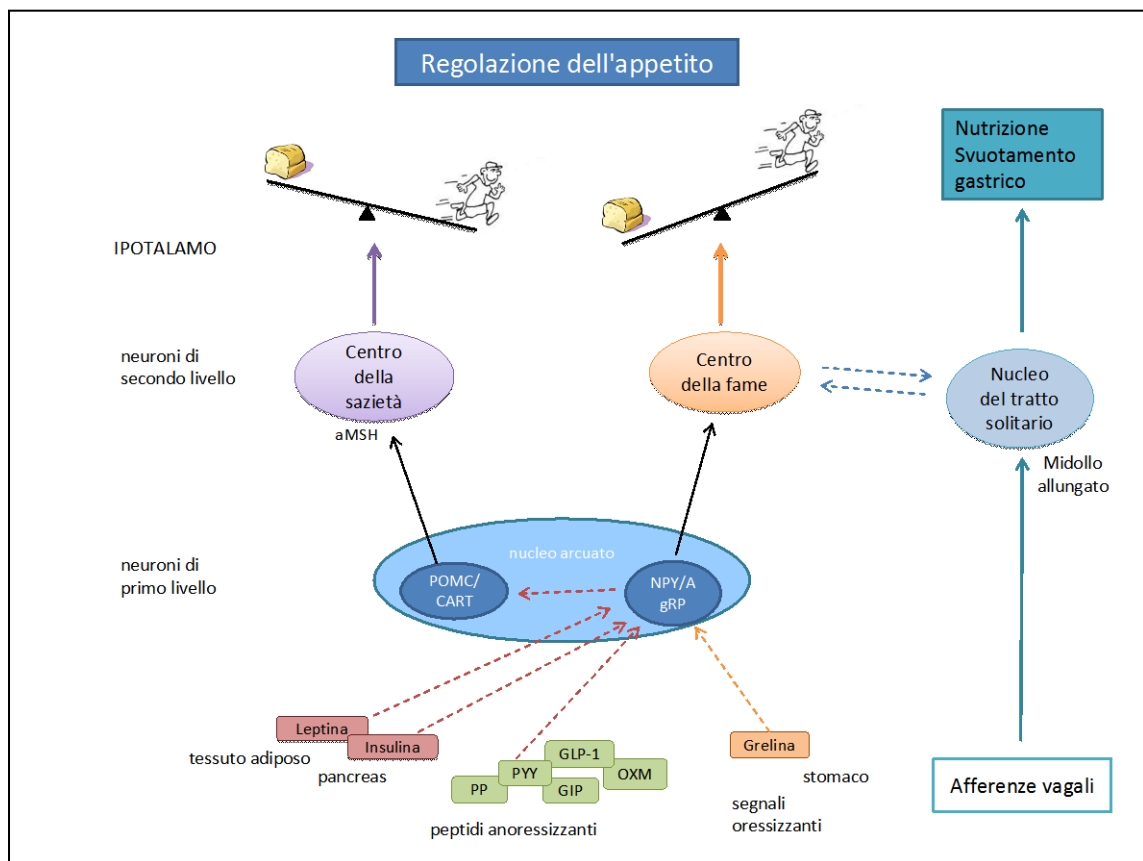 Regolazione dell'appetito
Nutrizione
Svuotamento
gastrico
IPOTALAMO
neuroni di
secondo livello
Centro
della
sazietà
aMSH
Centro
della fame
Nucleo
del tratto
solitario
Midollo
allungato
neuroni di
primo livello
nucleo arcuato
POMC/
CART
NPY/A
gRP
Leptina
tessuto adiposo
Insulina
pancreas
PP
PYY
GLP-1
GIP
OXM
peptidi anoressizzanti
Grelina
stomaco
segnali
oressizzanti
Afferenze vagali